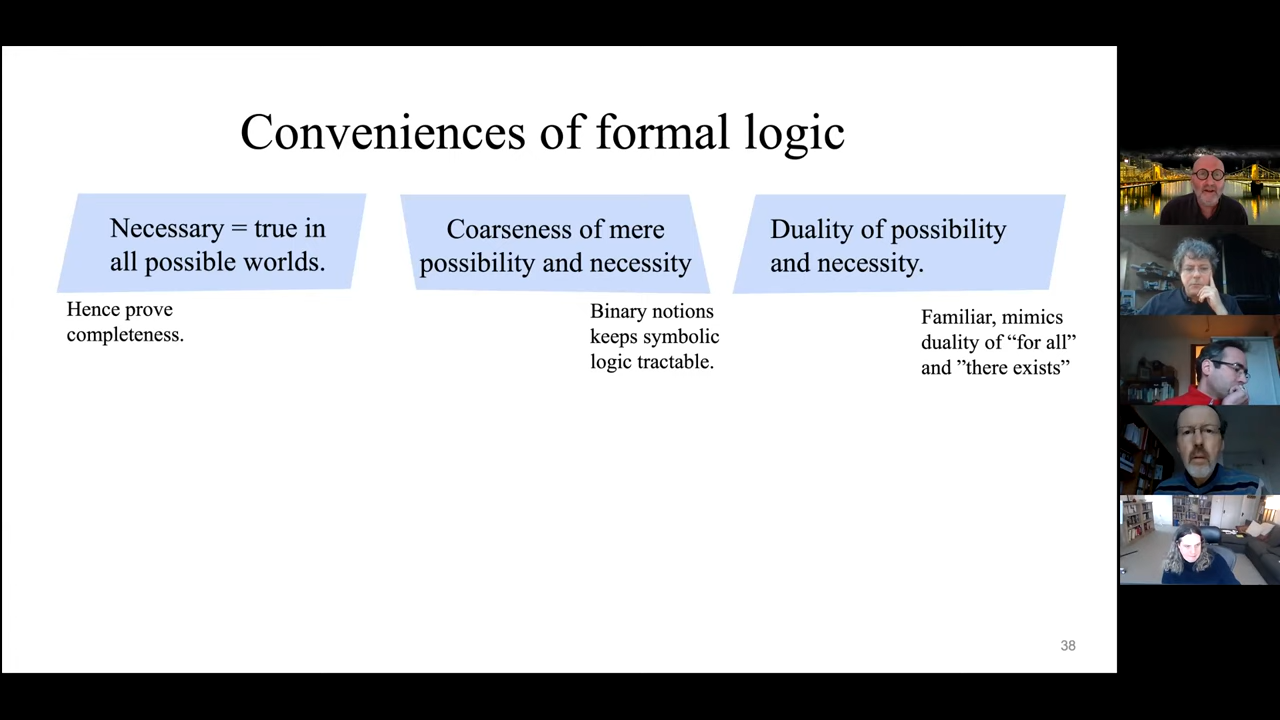 Conveniences of formal logic
Necessary = true in
all possible worlds.
Hence prove
completeness.
Coarseness of mere
possibility and necessity
Binary notions
keeps symbolic
logic tractable.
Duality of possibility
and necessity.
Familiar, mimics
duality of “for all”
and ”there exists”
38